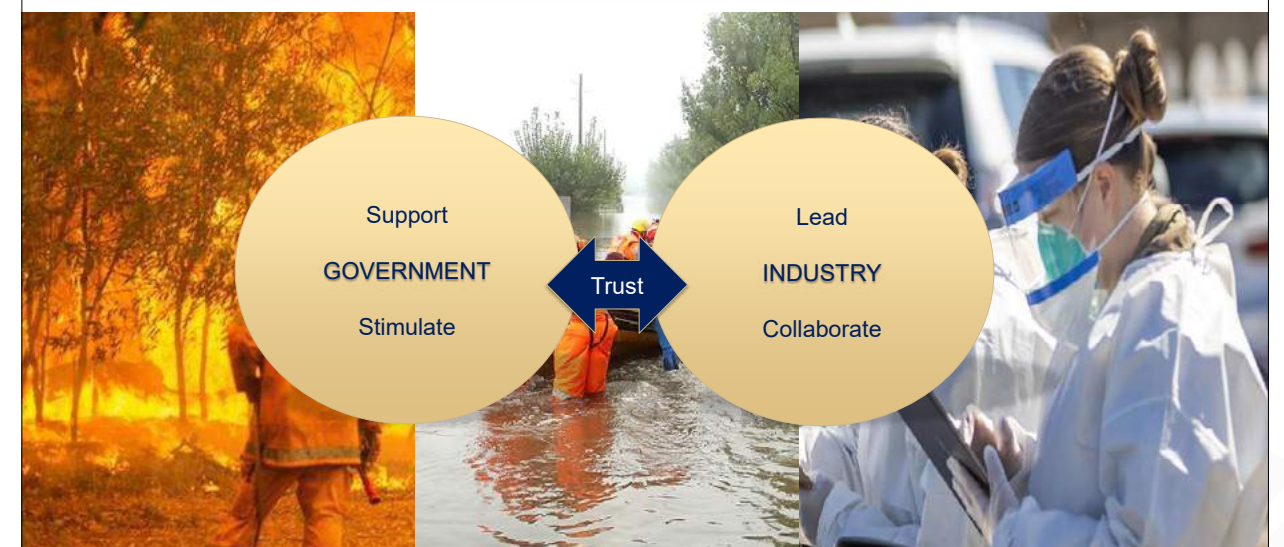 Support
GOVERNMENT
Stimulate
Trust
Lead
INDUSTRY
Collaborate